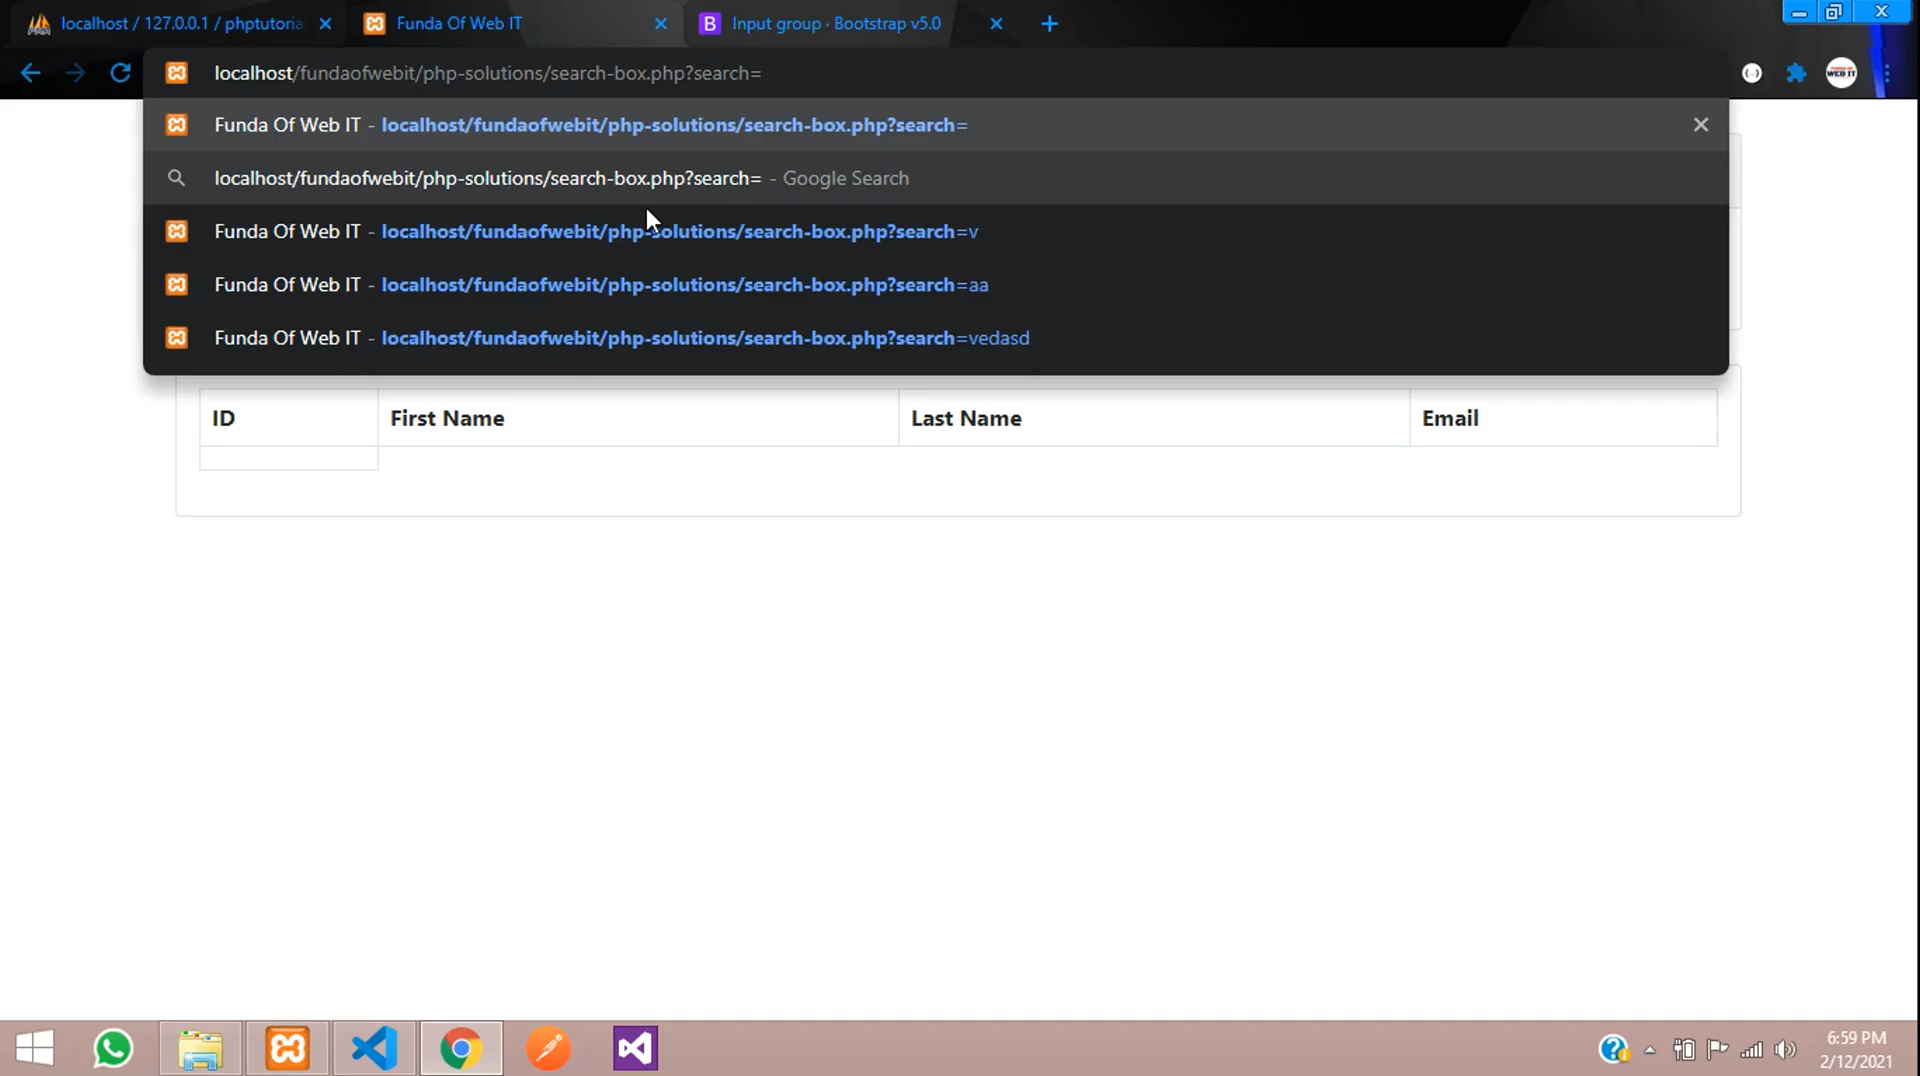 localhost / 127.0.0.1 / phptutoria
Funda Of Web IT
B Input group · Bootstrap v5.0
localhost/fundaofwebit/php-solutions/search-box.php?search=
WEB IT
Funda Of Web IT - localhost/fundaofwebit/php-solutions/search-box.php?search=
localhost/fundaofwebit/php-solutions/search-box.php?search= - Google Search
Funda Of Web IT - localhost/fundaofwebit/php-solutions/search-box.php?search=v
Funda Of Web IT - localhost/fundaofwebit/php-solutions/search-box.php?search=aa
Funda Of Web IT - localhost/fundaofwebit/php-solutions/search-box.php?search=vedasd
ID First Name Last Name Email
6:59 PM
2/12/2021